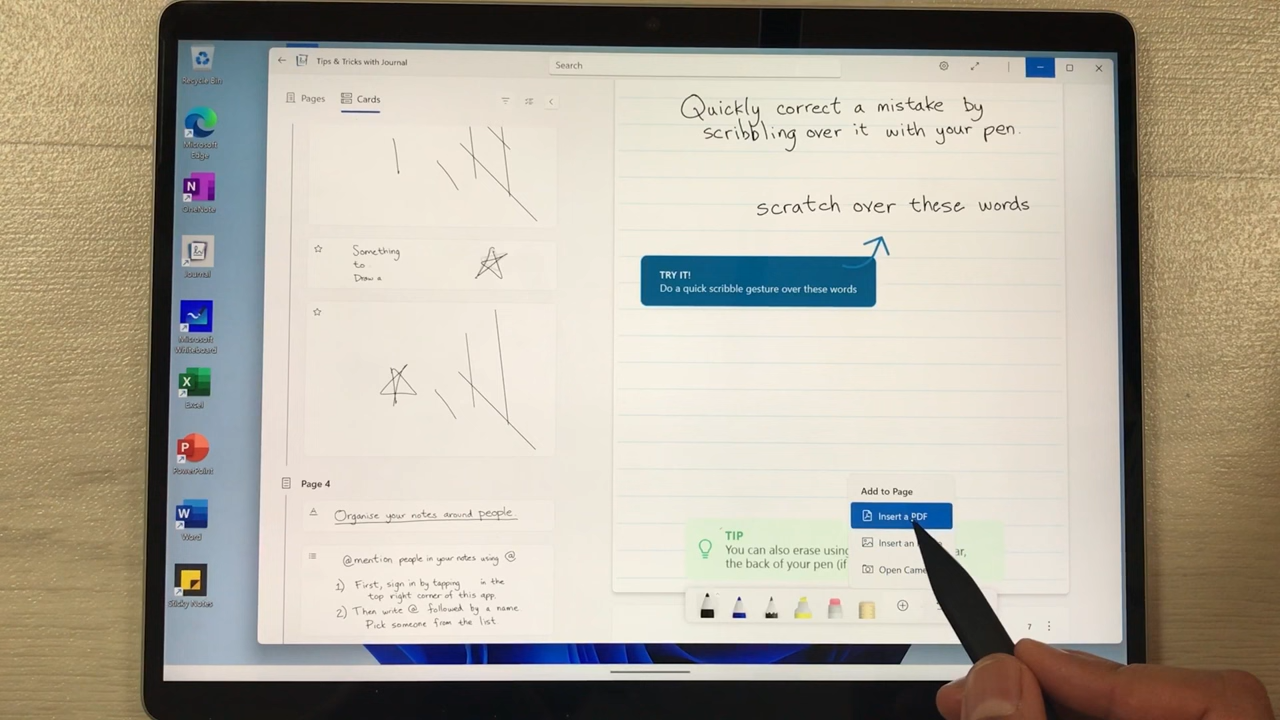 Recycle Bin
Microsoft
Edge
OneNote
Journal
Microsoft
Whiteboard
Excel
PowerPoint
Word
Sticky Notes
Tips & Tricks with Journal
Search
Pages
Cards
Something
to
Draw
Page 4
Organise your notes around people.
@mention people in your notes using @
1) First, sign in by tapping in the
top right corner of this app.
2) Then write @ followed by a name
Pick someone from the list
Quickly correct a mistake by
scribbling over it with your pen.
scratch over these words
TRY IT!
Do a quick scribble gesture over these words
Add to Page
Insert a PDF
Insert an
Open
TIP
You can also erase using
the back of your pen (if
7